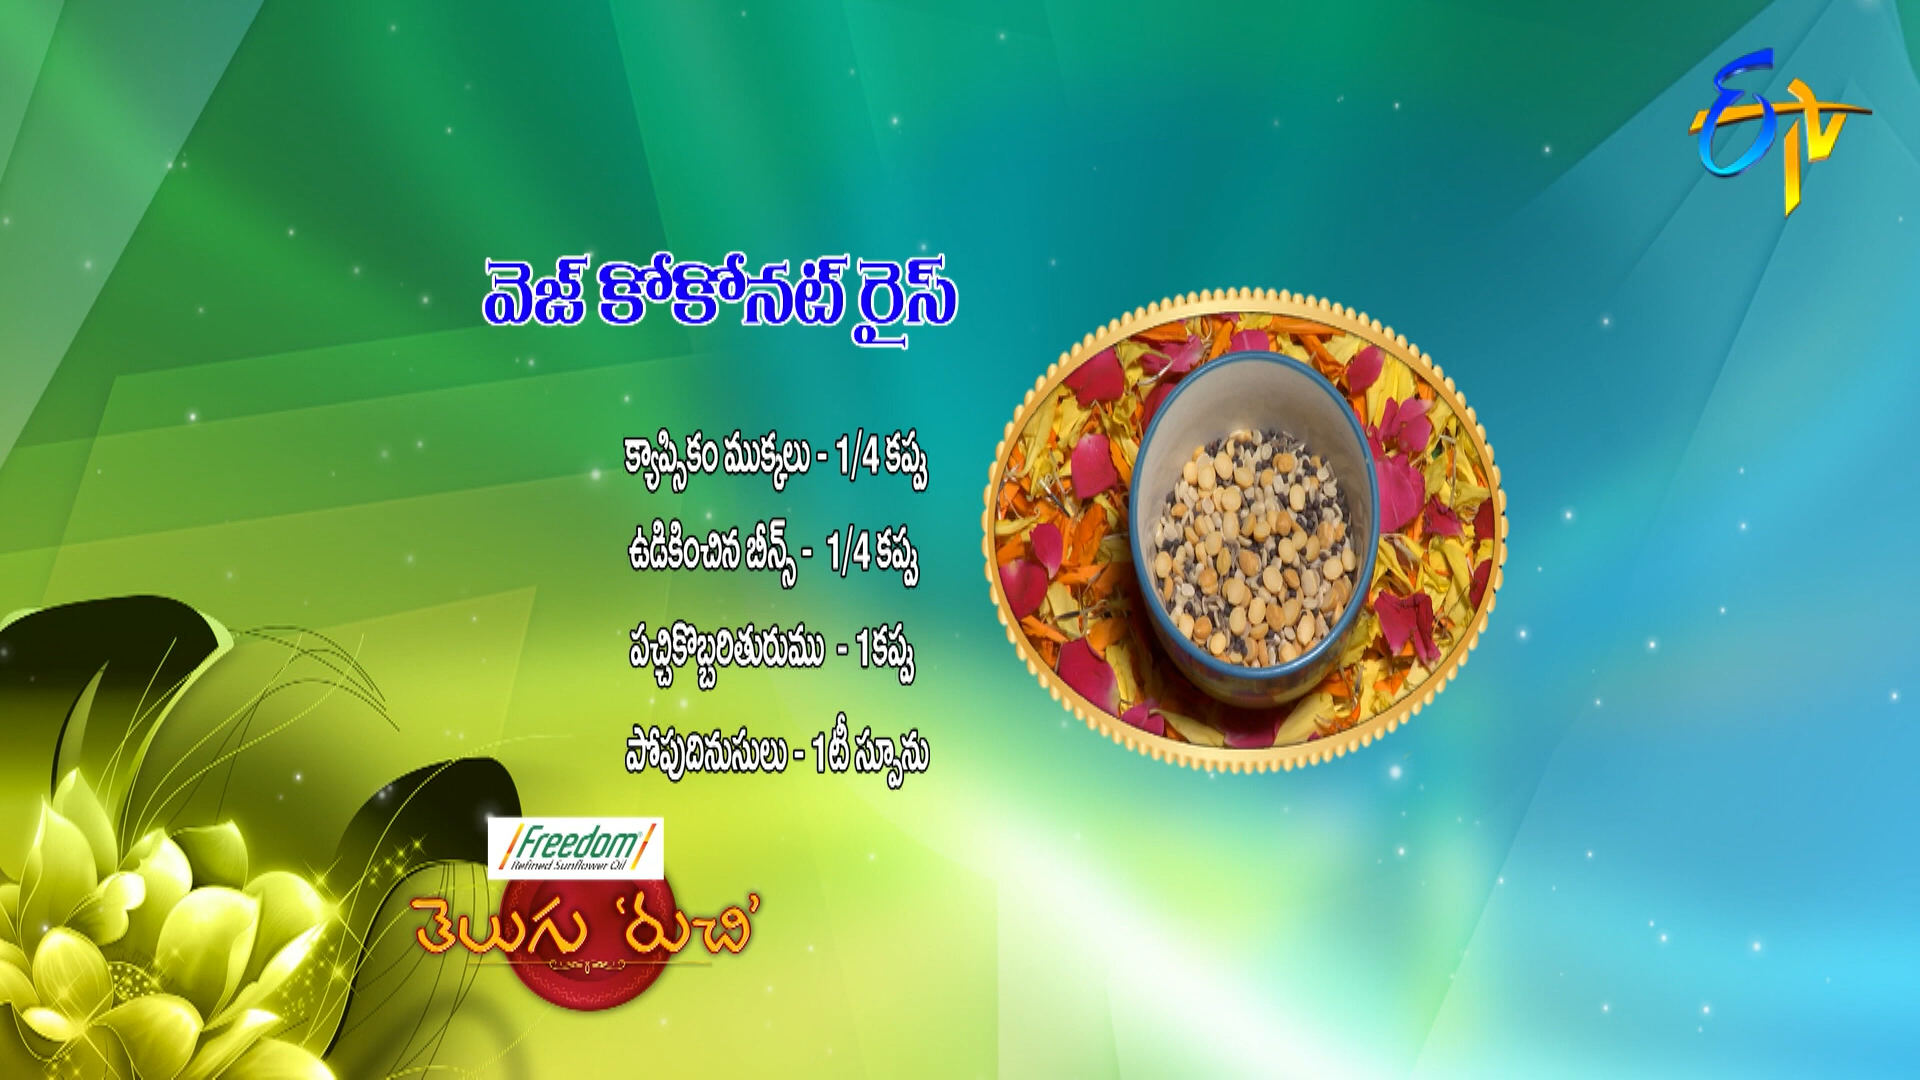 ETV
వెజ్ కోకోనట్ రైస్
క్యాప్సికం ముక్కలు - 1/4 కప్పు
ఉడికించిన బీన్స్ - 1/4 కప్పు
పచ్చికొబ్బరితురుము - 1కప్పు
పోపుదినుసులు - 1టీ స్పూను
Freedom®
Refined Sunflower Oil
తెలుగు 'రుచి'